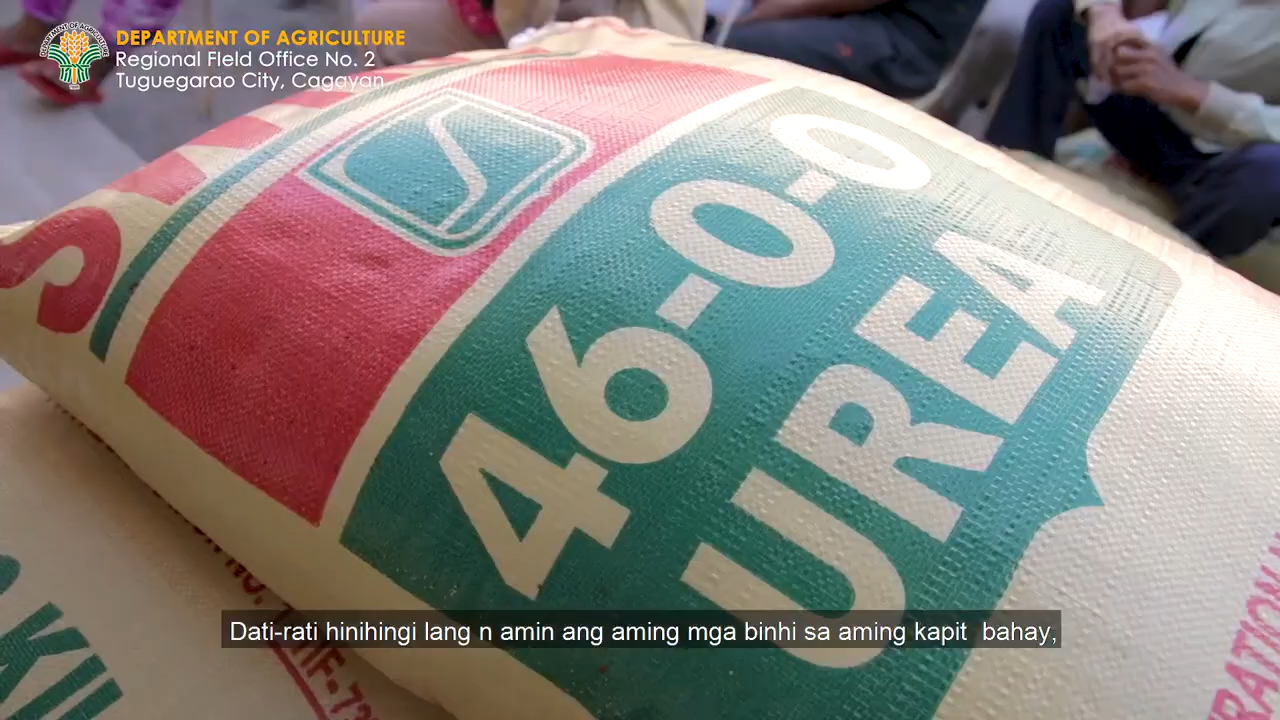 DEPARTMENT OF AGRICULTURE
Regional Field Office No. 2
Tuguegarao City, Cagayan
46-0-0
UREA
Dati-rati hinihingi lang n amin ang aming mga binhi sa aming kapit  bahay,